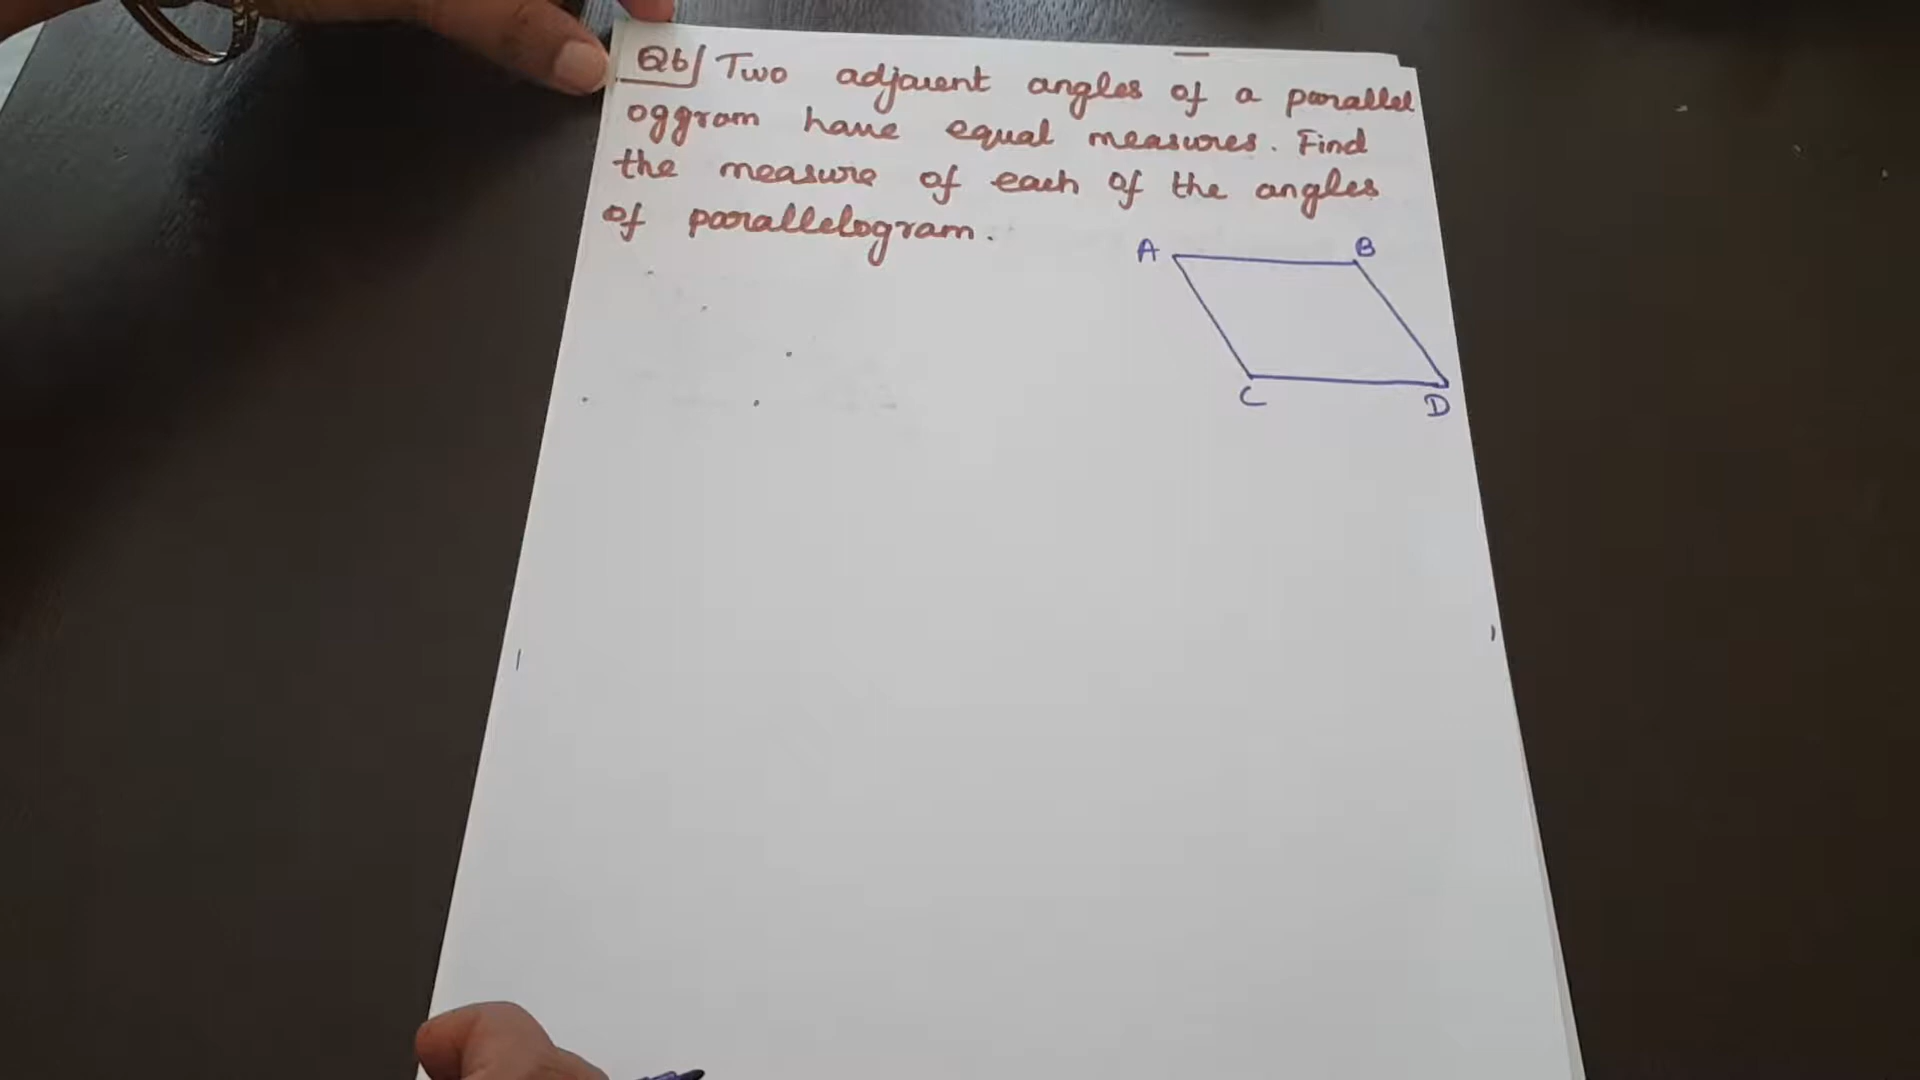 Q6/ Two adjacent angles of a parallel
oggram have equal measures. Find
the measure of each of the angles
of parallelogram.
A B
C D